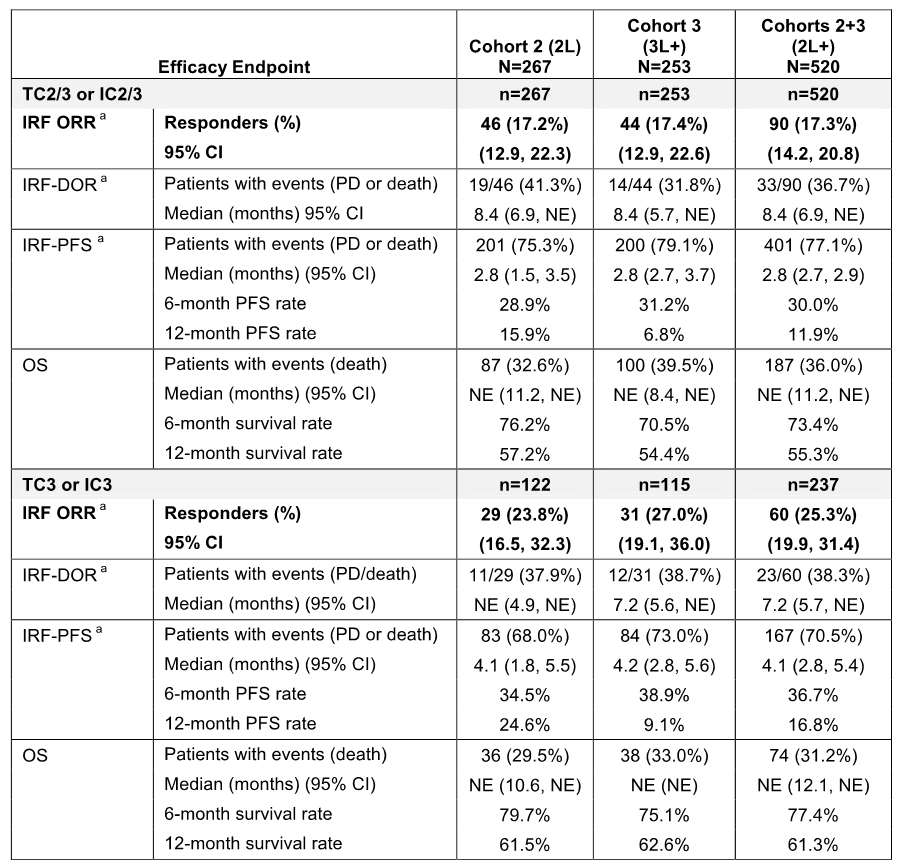 Efficacy Endpoint Cohort 2 (2L) N=267 Cohort 3 (3L+) N=253 Cohorts 2+3 (2L+) N=520
TC2/3 or IC2/3 n=267 n=253 n=520
IRF ORR a Responders (%) 46 (17.2%) 44 (17.4%) 90 (17.3%)
95% CI (12.9, 22.3) (12.9, 22.6) (14.2, 20.8)
IRF-DOR a Patients with events (PD or death) 19/46 (41.3%) 14/44 (31.8%) 33/90 (36.7%)
Median (months) 95% CI 8.4 (6.9, NE) 8.4 (5.7, NE) 8.4 (6.9, NE)
IRF-PFS a Patients with events (PD or death) 201 (75.3%) 200 (79.1%) 401 (77.1%)
Median (months) (95% CI) 2.8 (1.5, 3.5) 2.8 (2.7, 3.7) 2.8 (2.7, 2.9)
6-month PFS rate 28.9% 31.2% 30.0%
12-month PFS rate 15.9% 6.8% 11.9%
OS Patients with events (death) 87 (32.6%) 100 (39.5%) 187 (36.0%)
Median (months) (95% CI) NE (11.2, NE) NE (8.4, NE) NE (11.2, NE)
6-month survival rate 76.2% 70.5% 73.4%
12-month survival rate 57.2% 54.4% 55.3%
TC3 or IC3 n=122 n=115 n=237
IRF ORR a Responders (%) 29 (23.8%) 31 (27.0%) 60 (25.3%)
95% CI (16.5, 32.3) (19.1, 36.0) (19.9, 31.4)
IRF-DOR a Patients with events (PD/death) 11/29 (37.9%) 12/31 (38.7%) 23/60 (38.3%)
Median (months) (95% CI) NE (4.9, NE) 7.2 (5.6, NE) 7.2 (5.7, NE)
IRF-PFS a Patients with events (PD or death) 83 (68.0%) 84 (73.0%) 167 (70.5%)
Median (months) (95% CI) 4.1 (1.8, 5.5) 4.2 (2.8, 5.6) 4.1 (2.8, 5.4)
6-month PFS rate 34.5% 38.9% 36.7%
12-month PFS rate 24.6% 9.1% 16.8%
OS Patients with events (death) 36 (29.5%) 38 (33.0%) 74 (31.2%)
Median (months) (95% CI) NE (10.6, NE) NE (NE) NE (12.1, NE)
6-month survival rate 79.7% 75.1% 77.4%
12-month survival rate 61.5% 62.6% 61.3%